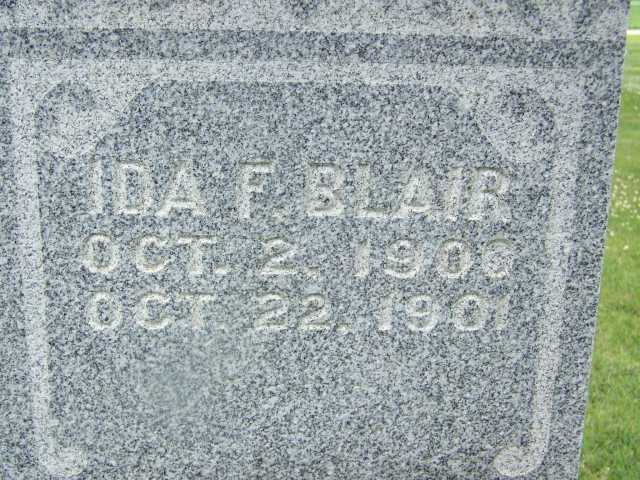 IDA F. BLAIR
OCT. 2. 1900
OCT. 22. 1901